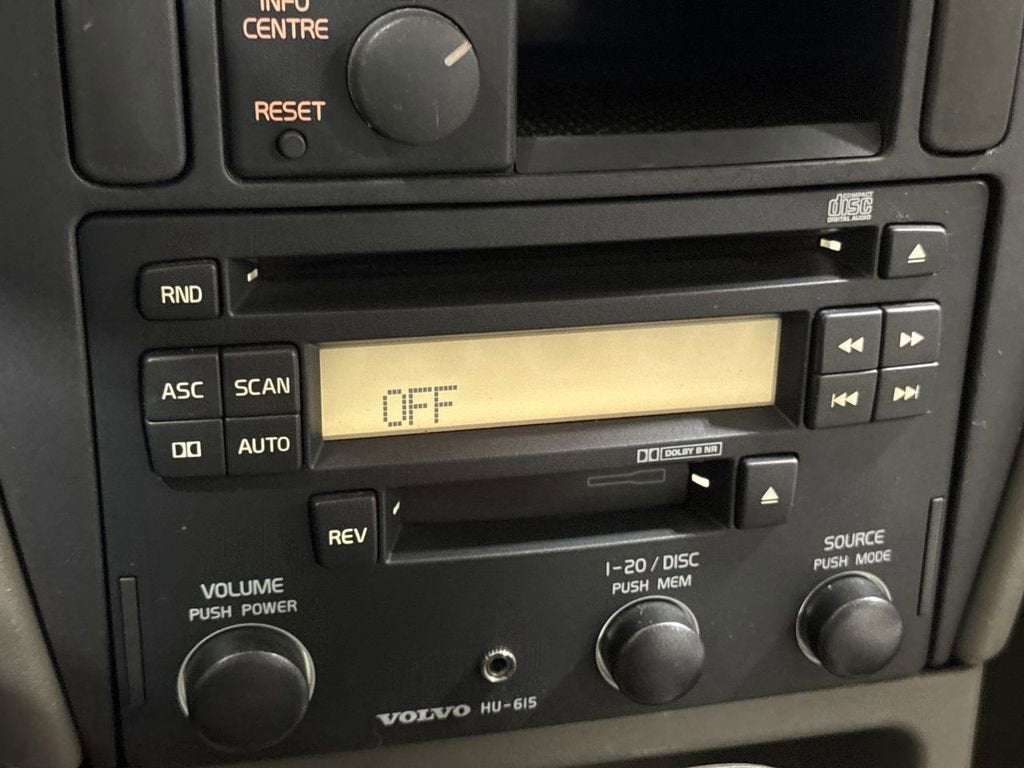 INFO
CENTRE
RESET
COMPACT
disc
DIGITAL AUDIO
RND
ASC
SCAN
AUTO
OFF
DOLBY B NR
REV
VOLUME
PUSH POWER
1-20 / DISC
PUSH MEM
SOURCE
PUSH MODE
VOLVO HU-615